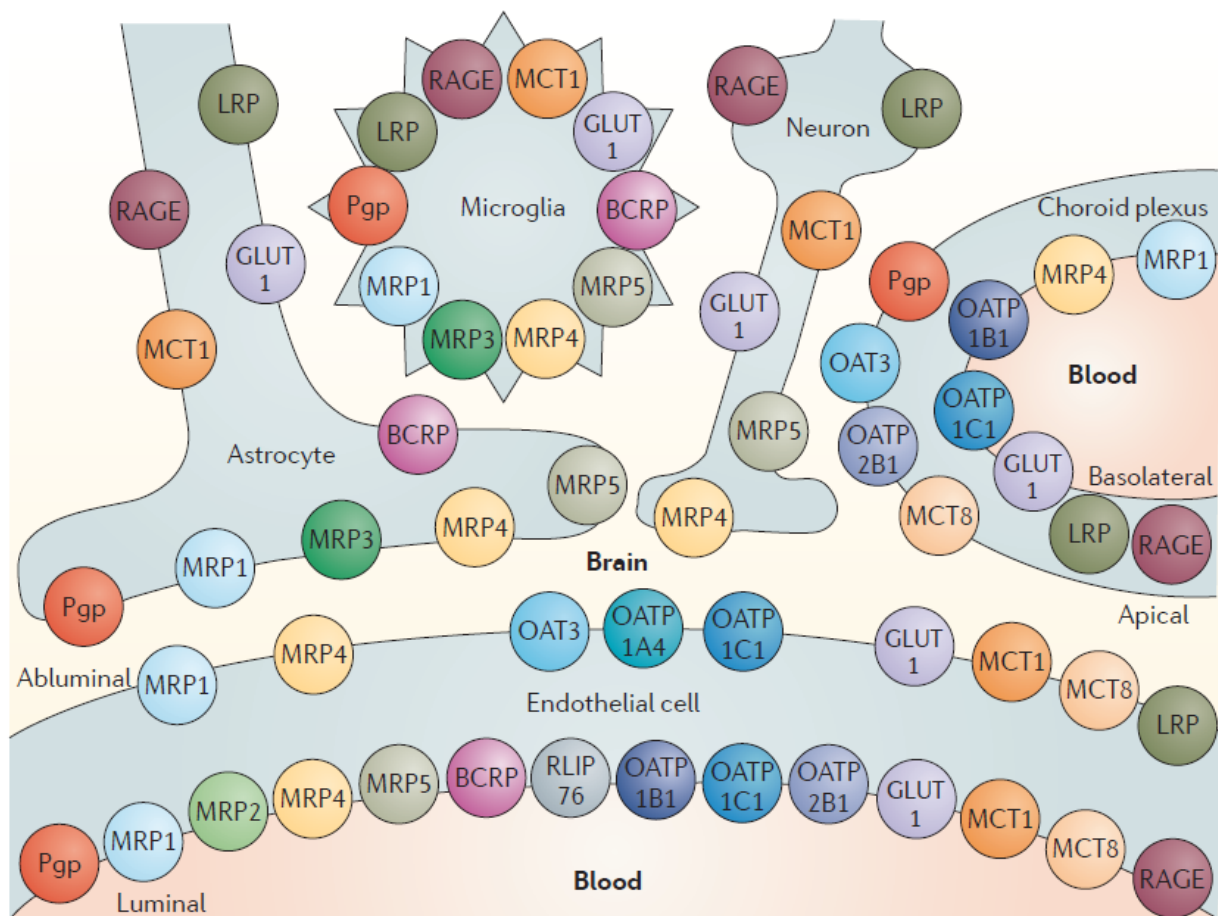 LRP
RAGE
GLUT
1
MCT1
BCRP
Astrocyte
MRP5
MRP4
MRP3
MRP1
Pgp
RAGE
MCT1
LRP
GLUT
1
Pgp
Microglia
BCRP
MRP1
MRP5
MRP3
MRP4
RAGE
LRP
Neuron
MCT1
GLUT
1
MRP5
MRP4
Choroid plexus
MRP1
MRP4
Pgp
OATP
1B1
OAT3
Blood
OATP
1C1
OATP
2B1
GLUT
1
Basolateral
MCT8
LRP
RAGE
Apical
Brain
Abluminal
MRP1
MRP4
OAT3
OATP
1A4
OATP
1C1
GLUT
1
MCT1
MCT8
LRP
Endothelial cell
Pgp
MRP1
MRP2
MRP4
MRP5
BCRP
RLIP
76
OATP
1B1
OATP
1C1
OATP
2B1
GLUT
1
MCT1
MCT8
RAGE
Luminal
Blood